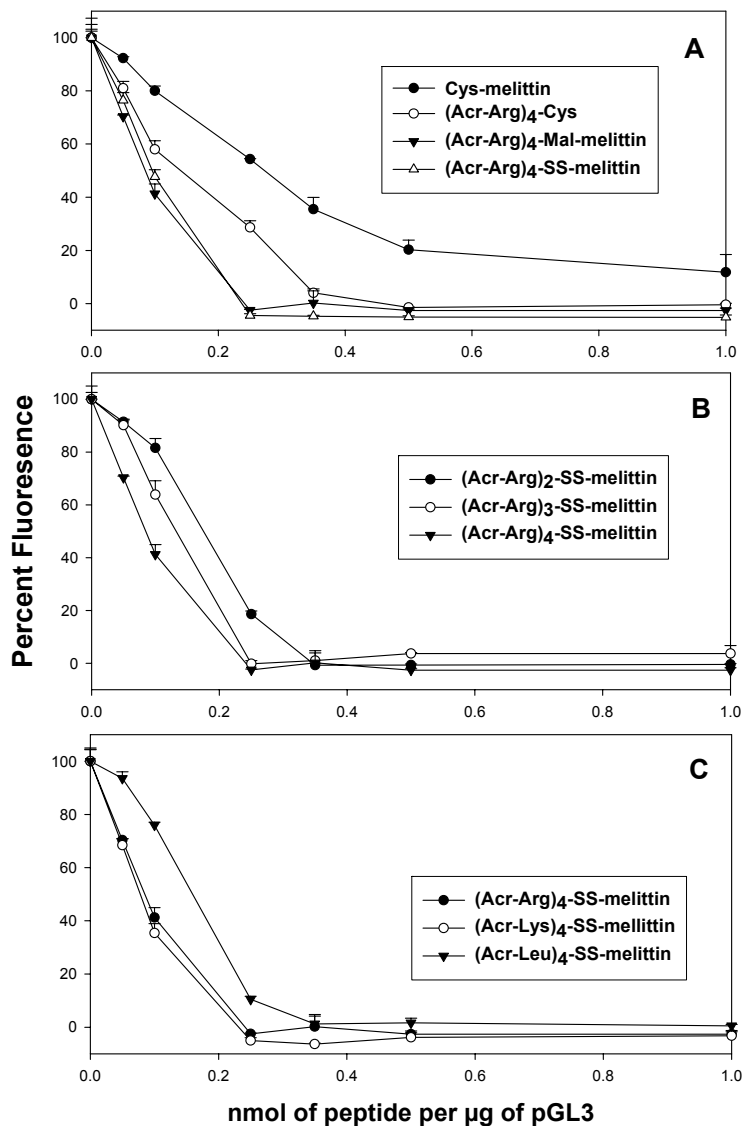 A
100
80
60
40
20
0
Cys-melittin
(Acr-Arg)4-Cys
(Acr-Arg)4-Mal-melittin
(Acr-Arg)4-SS-melittin
0.0 0.2 0.4 0.6 0.8 1.0
Percent Fluoresence
B
100
80
60
40
20
0
(Acr-Arg)2-SS-melittin
(Acr-Arg)3-SS-melittin
(Acr-Arg)4-SS-melittin
0.0 0.2 0.4 0.6 0.8 1.0
C
100
80
60
40
20
0
(Acr-Arg)4-SS-melittin
(Acr-Lys)4-SS-mellittin
(Acr-Leu)4-SS-melittin
0.0 0.2 0.4 0.6 0.8 1.0
nmol of peptide per µg of pGL3